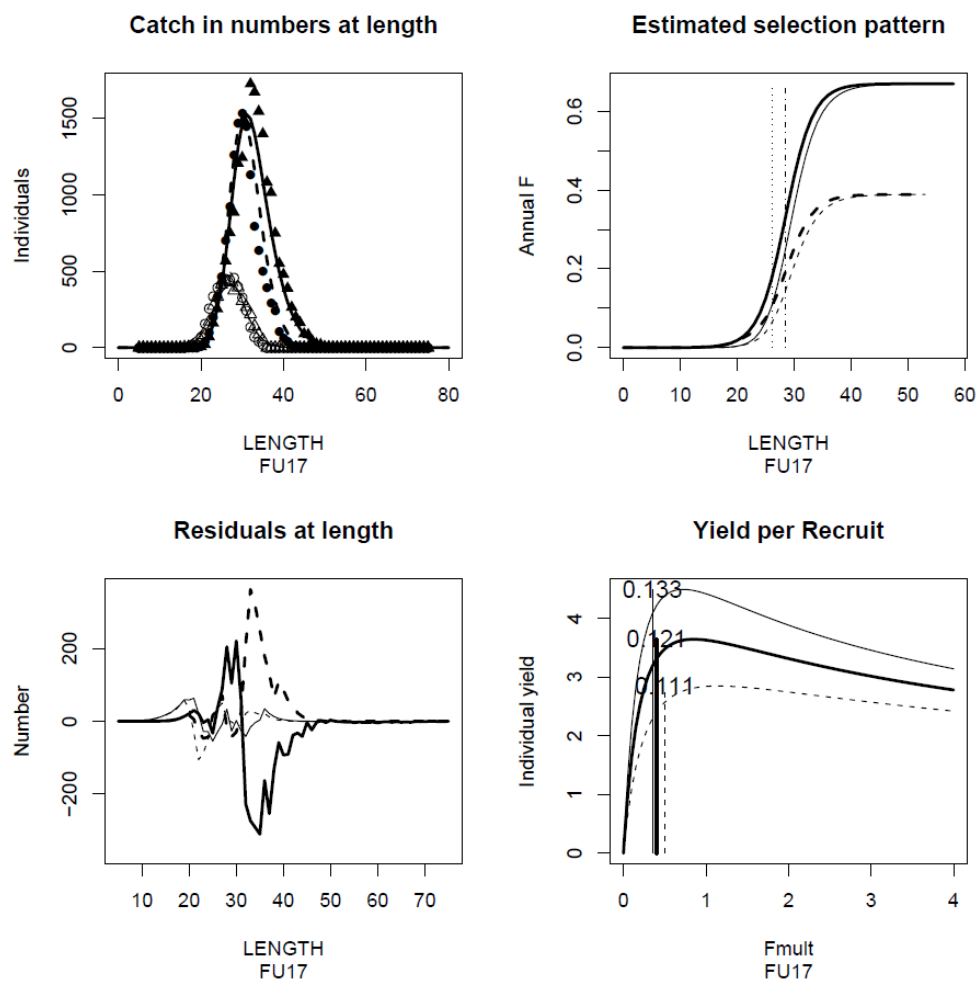 Catch in numbers at length
Individuals
0 500 1000 1500
0 20 40 60 80
LENGTH
FU17
Estimated selection pattern
Annual F
0.0 0.2 0.4 0.6
0 10 20 30 40 50 60
LENGTH
FU17
Residuals at length
Number
−200 0 200
10 20 30 40 50 60 70
LENGTH
FU17
Yield per Recruit
Individual yield
0 1 2 3 4
0.133
0.121
0.111
0 1 2 3 4
Fmult
FU17